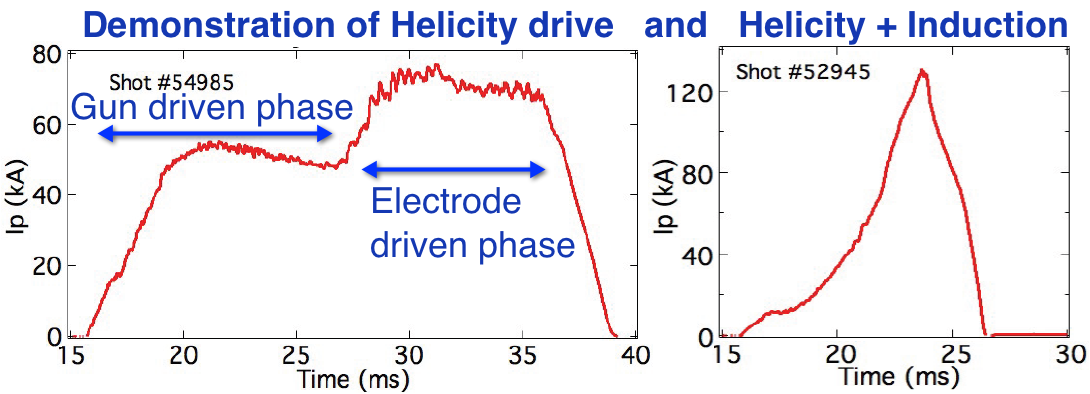 Demonstration of Helicity drive and Helicity + Induction
80
60
40
20
0
Ip (kA)
Shot #54985
Gun driven phase
Electrode
driven phase
15 20 25 30 35 40
Time (ms)
120
80
40
0
Ip (kA)
Shot #52945
15 20 25 30
Time (ms)